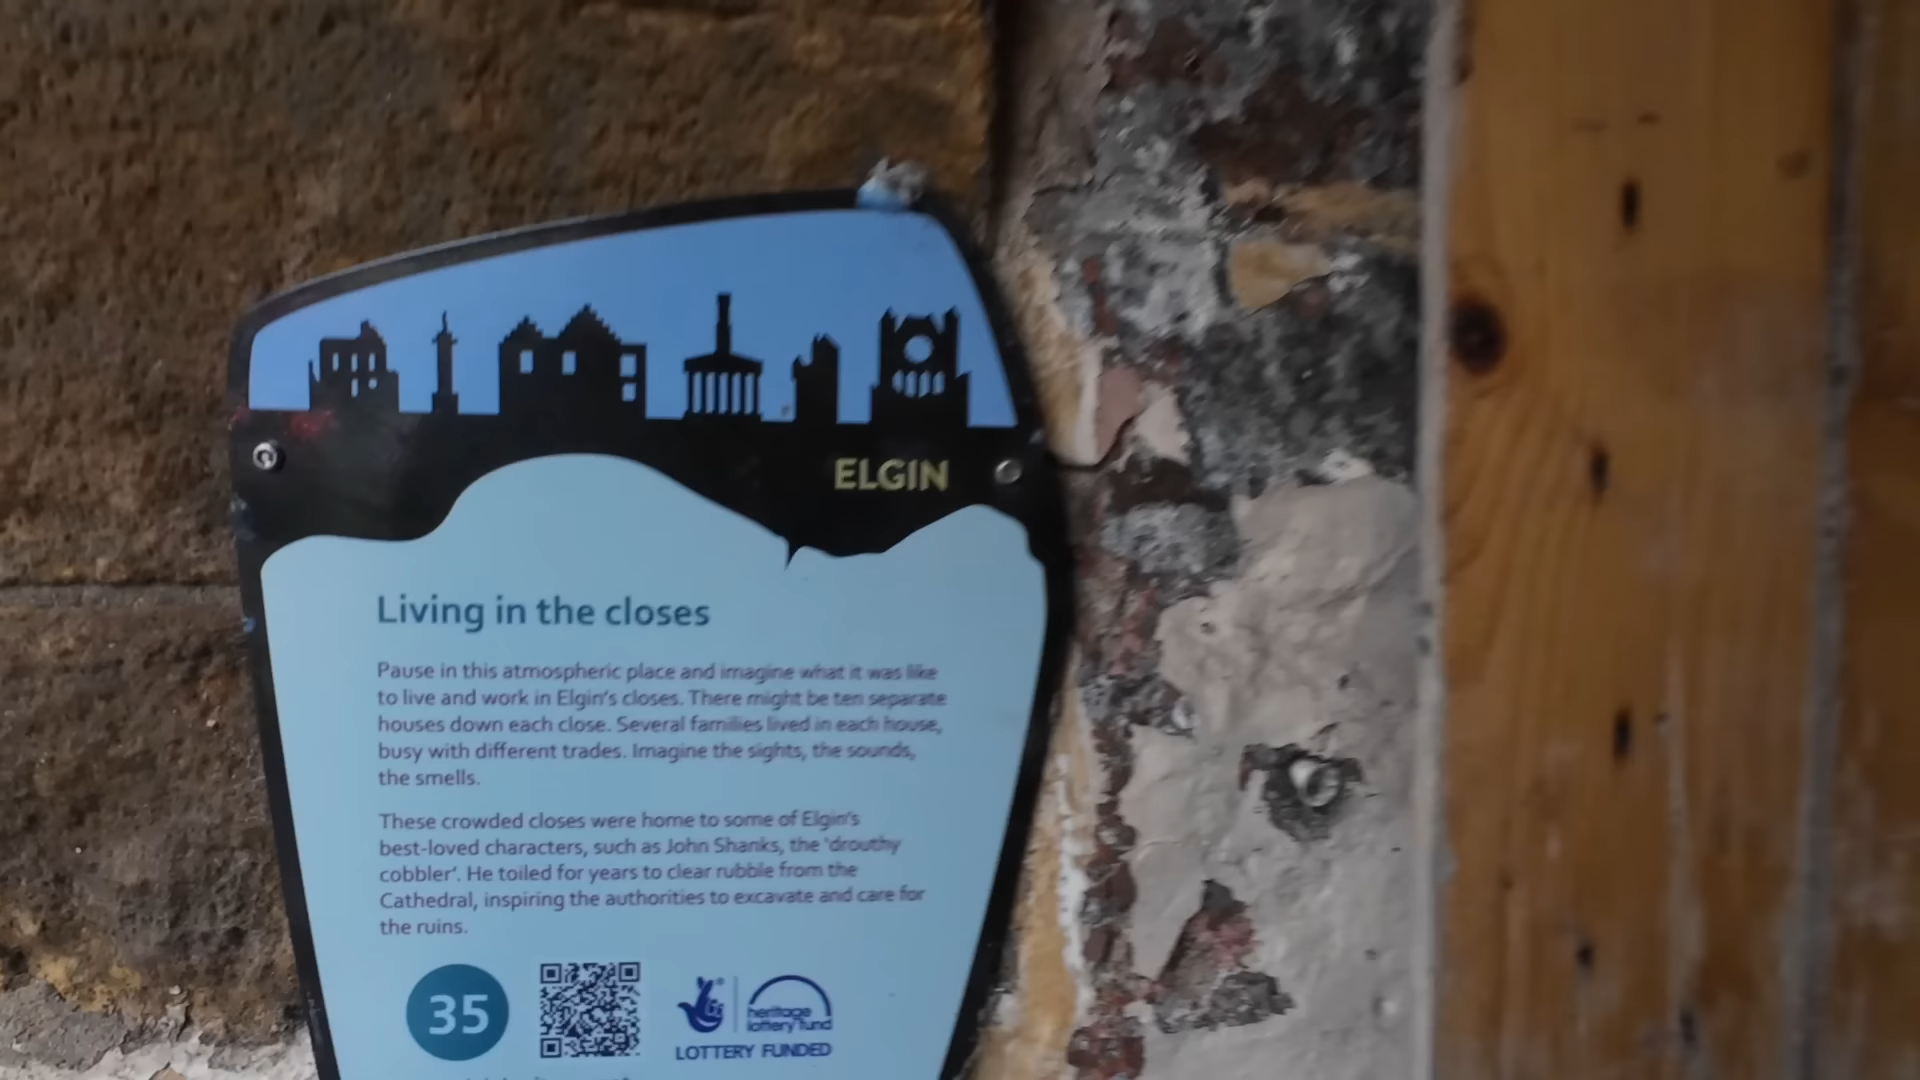 ELGIN
Living in the closes
Pause in this atmospheric place and imagine what it was like
to live and work in Elgin's closes. There might be ten separate
houses down each close. Several families lived in each house,
busy with different trades. Imagine the sights, the sounds,
the smells.
These crowded closes were home to some of Elgin's
best-loved characters, such as John Shanks, the 'drouthy
cobbler'. He toiled for years to clear rubble from the
Cathedral, inspiring the authorities to excavate and care for
the ruins.
35
heritage
lottery fund
LOTTERY FUNDED